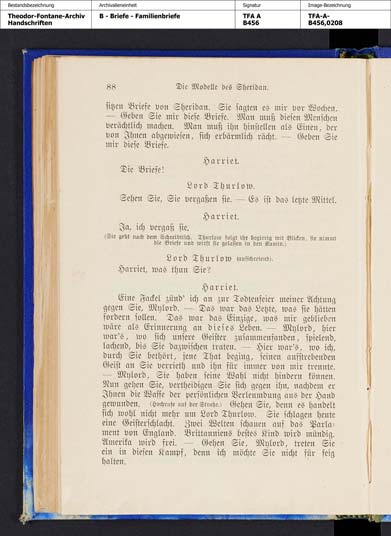 Bestandsbezeichnung
Archivalieneinheit
Signatur
Image-Bezeichnung
Theodor-Fontane-Archiv
Handschriften
B - Briefe - Familienbriefe
TFA A
B456
TFA-A-
B456,0208
88 Die Modelle des Sheridan.
sitzen Briefe von Sheridan. Sie sagten es mir vor Wochen.
— Geben Sie mir diese Briefe. Man muß diesen Menschen
verächtlich machen. Man muß ihn hinstellen als Einen, der
von Ihnen abgewiesen, sich erbärmlich rächt. — Geben Sie
mir diese Briefe.
Harriet.
Die Briefe!
Lord Thurlow.
Sehen Sie, Sie vergaßen sie. — Es ist das letzte Mittel.
Harriet.
Ja, ich vergaß sie.
(Sie geht nach dem Schreibtisch. Thurlow folgt ihr begierig mit Blicken. Sie nimmt
die Briefe und wirft sie gelassen in den Kamin.)
Lord Thurlow (aufschreiend).
Harriet, was thun Sie?
Harriet.
Eine Fackel zünd' ich an zur Todtenfeier meiner Achtung
gegen Sie, Mylord. — Das war das Letzte, was sie hätten
fordern sollen. Das war das Einzige, was mir geblieben
wäre als Erinnerung an dieses Leben. — Mylord, hier
war's, wo sich unsere Geister zusammenfanden, spielend,
lachend, bis Sie dazwischen traten. — Hier war's, wo ich,
durch Sie bethört, jene That beging, seinen aufstrebenden
Geist an Sie verrieth und ihn für immer von mir trennte.
— Mylord, Sie haben seine Wahl nicht hindern können.
Nun gehen Sie, vertheidigen Sie sich gegen ihn, nachdem er
Ihnen die Waffe der persönlichen Verleumdung aus der Hand
gewunden. (Hochrufe auf der Straße.) Gehen Sie, denn es handelt
sich wohl nicht mehr um Lord Thurlow. Sie schlagen heute
eine Geisterschlacht. Zwei Welten schauen auf das Parla-
ment von England. Brittanniens bestes Kind wird mündig.
Amerika wird frei. — Gehen Sie, Mylord, treten Sie
ein in diesen Kampf, denn ich möchte Sie nicht für feig
halten.